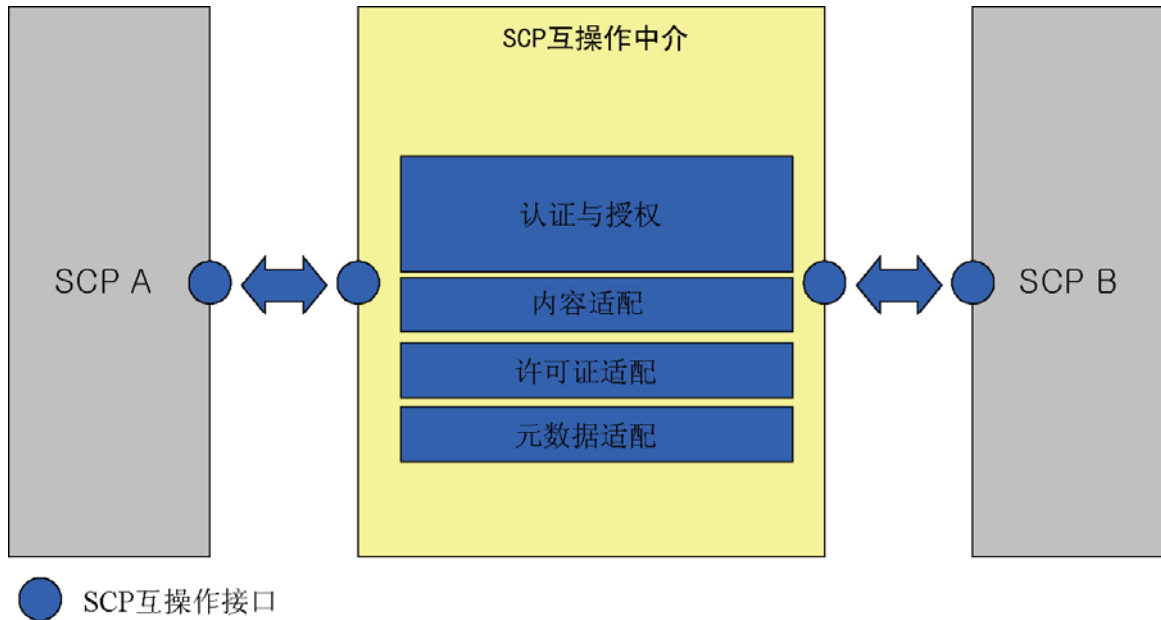 SCP互操作中介
认证与授权
SCP A
SCP B
内容适配
许可证适配
元数据适配
SCP互操作接口